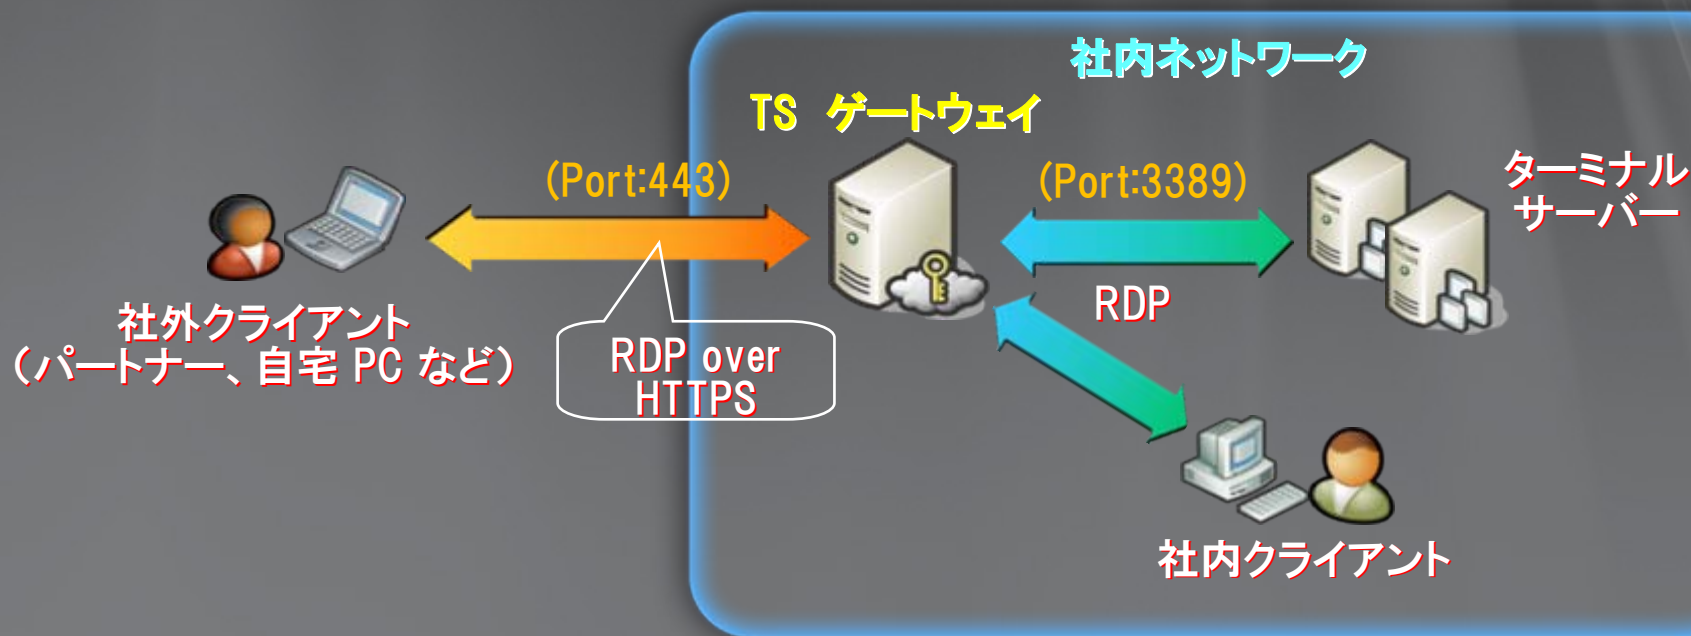 社内ネットワーク
TS ゲートウェイ
(Port:443)
(Port:3389)
ターミナル
サーバー
RDP
社外クライアント
（パートナー、自宅 PC など）
RDP over
HTTPS
社内クライアント